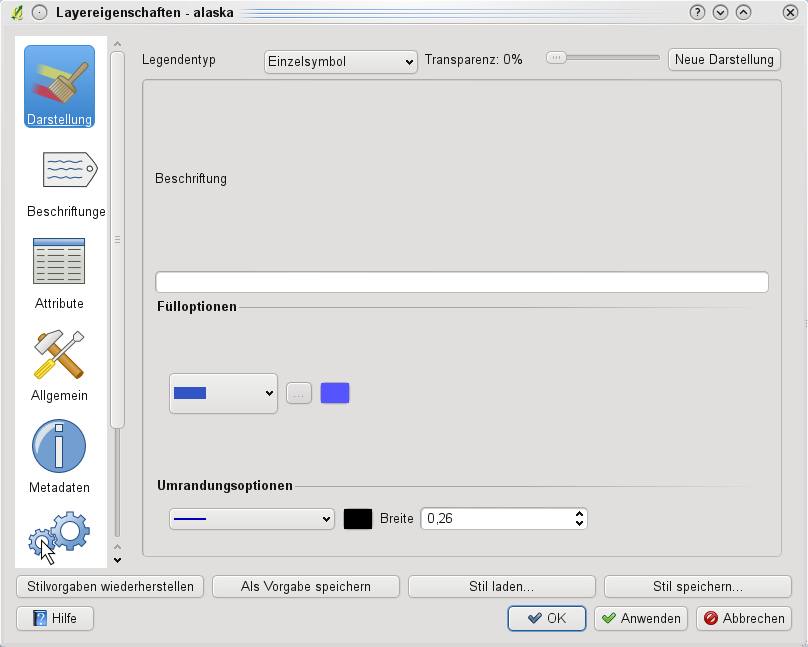 Layereigenschaften - alaska
Legendentyp
Einzelsymbol
Transparenz: 0%
Neue Darstellung
Darstellung
Beschriftunge
Attribute
Allgemein
Metadaten
Beschriftung
Fülloptionen
...
Umrandungsoptionen
Breite
0,26
Stilvorgaben wiederherstellen
Als Vorgabe speichern
Stil laden...
Stil speichern...
Hilfe
OK
Anwenden
Abbrechen